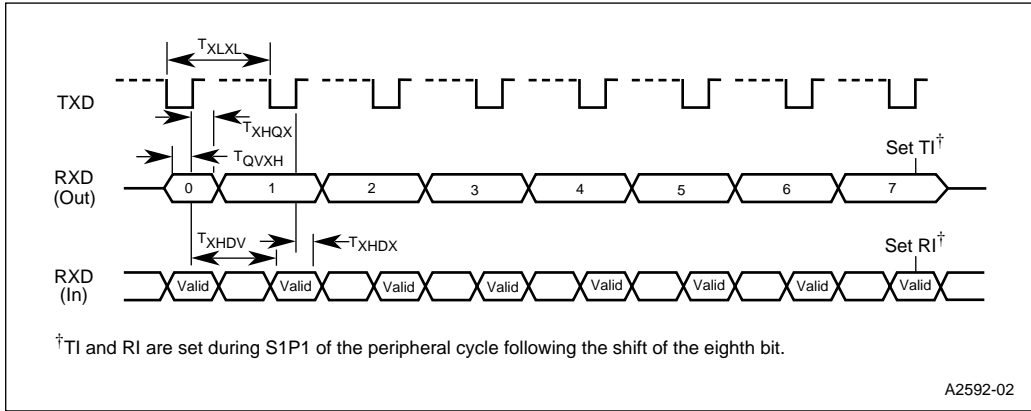 TXLXL
TXD
TXHQX
TQVXH
Set TI†
RXD
(Out)
0 1 2 3 4 5 6 7
TXHDV
TXHDX
Set RI†
RXD
(In)
Valid Valid Valid Valid Valid Valid Valid Valid
†TI and RI are set during S1P1 of the peripheral cycle following the shift of the eighth bit.
A2592-02